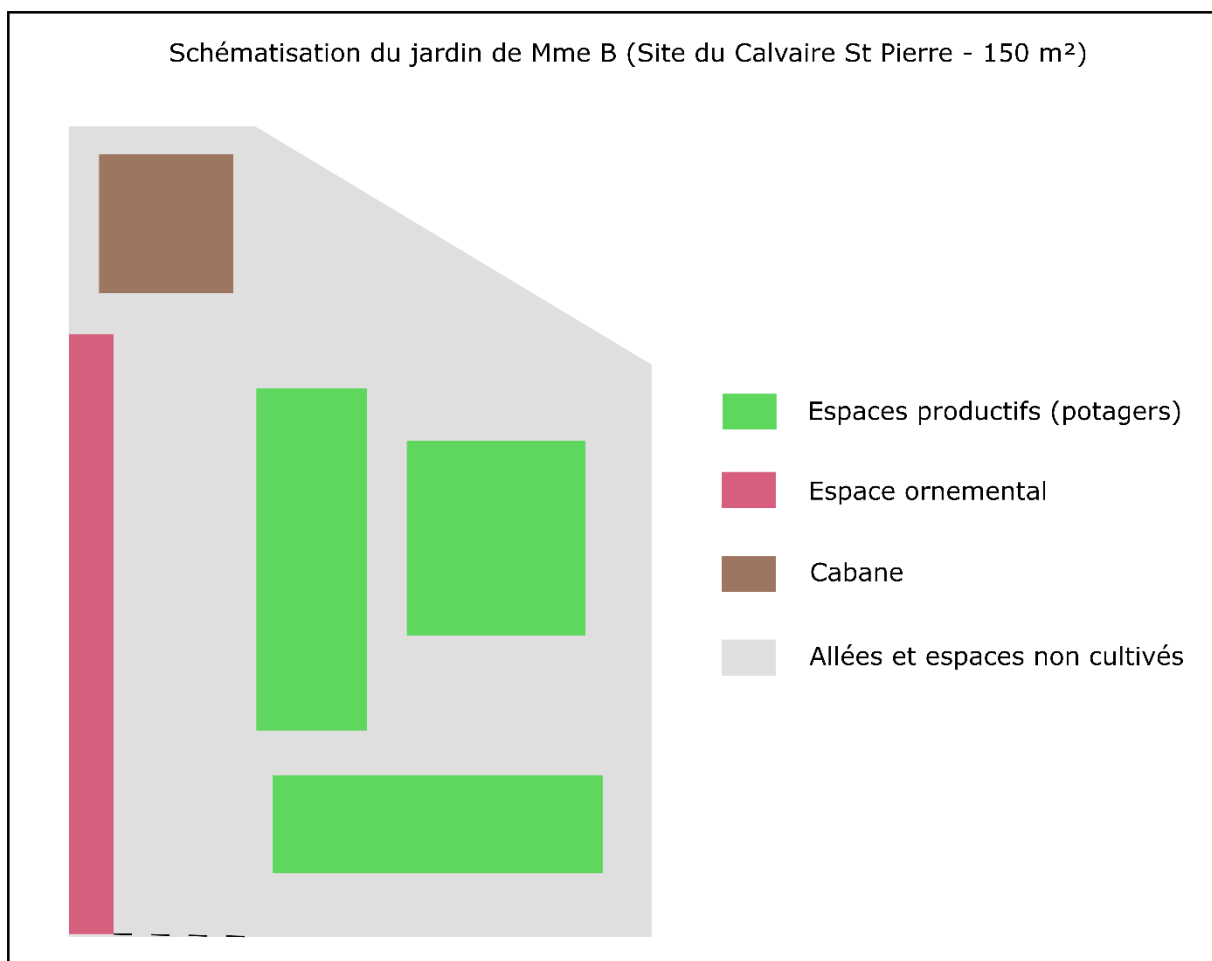 Schématisation du jardin de Mme B (Site du Calvaire St Pierre - 150 m²)
Espaces productifs (potagers)
Espace ornemental
Cabane
Allées et espaces non cultivés